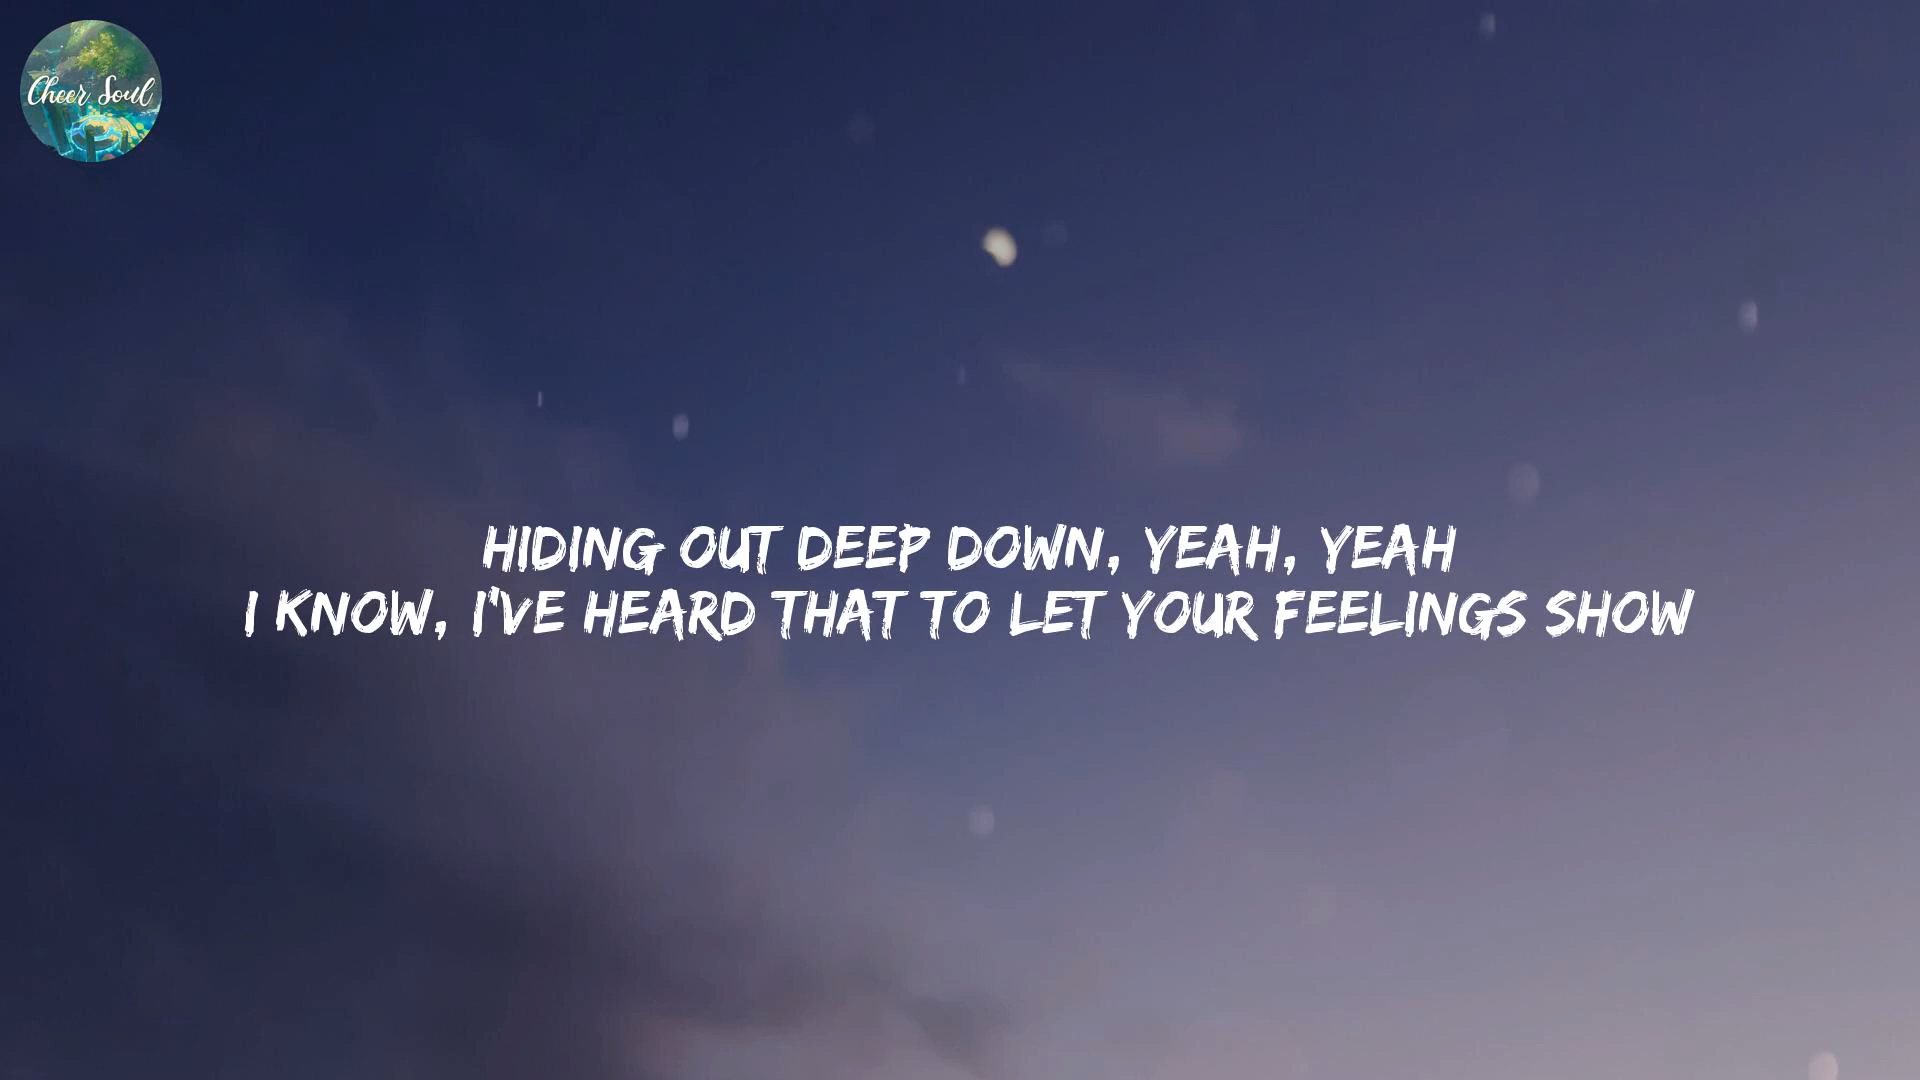 Cheer Soul
HIDING OUT DEEP DOWN, YEAH, YEAH
I KNOW, I'VE HEARD THAT TO LET YOUR FEELINGS SHOW